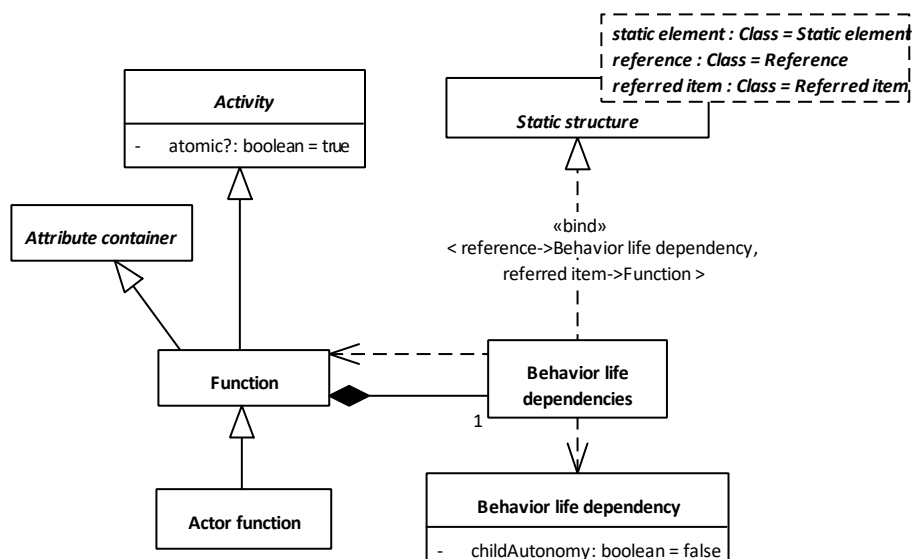 static element : Class = Static element
reference : Class = Reference
referred item : Class = Referred item
Activity
- atomic?: boolean = true
Static structure
«bind»
< reference->Behavior life dependency,
referred item->Function >
Attribute container
Function
Behavior life
dependencies
1
Actor function
Behavior life dependency
- childAutonomy: boolean = false